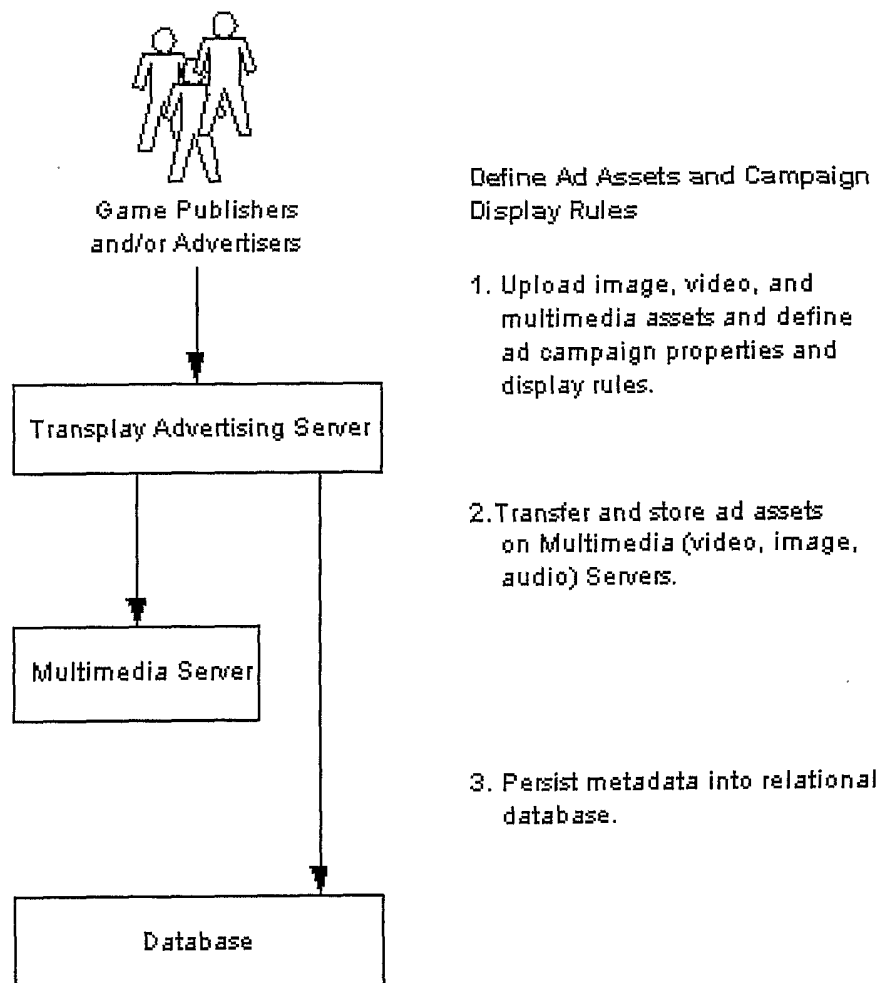 Game Publishers
and/or Advertisers
Define Ad Assets and Campaign
Display Rules
1. Upload image, video, and
multimedia assets and define
ad campaign properties and
display rules.
Transplay Advertising Server
2.Transfer and store ad assets
on Multimedia (video, image,
audio) Servers.
Multimedia Server
3. Persist metadata into relational
database.
Database